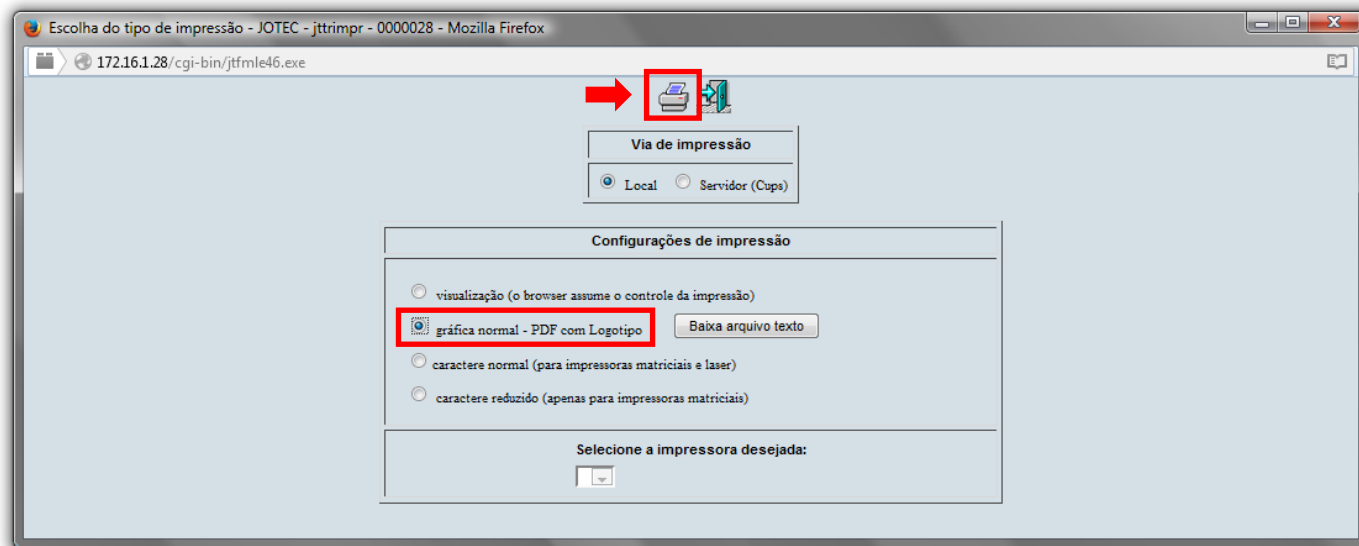 Escolha do tipo de impressão - JOTEC - jttrimpr - 0000028 - Mozilla Firefox
172.16.1.28/cgi-bin/jtfmle46.exe
Via de impressão
Local Servidor (Cups)
Configurações de impressão
visualização (o browser assume o controle da impressão)
gráfica normal - PDF com Logotipo Baixa arquivo texto
caractere normal (para impressoras matriciais e laser)
caractere reduzido (apenas para impressoras matriciais)
Selecione a impressora desejada: